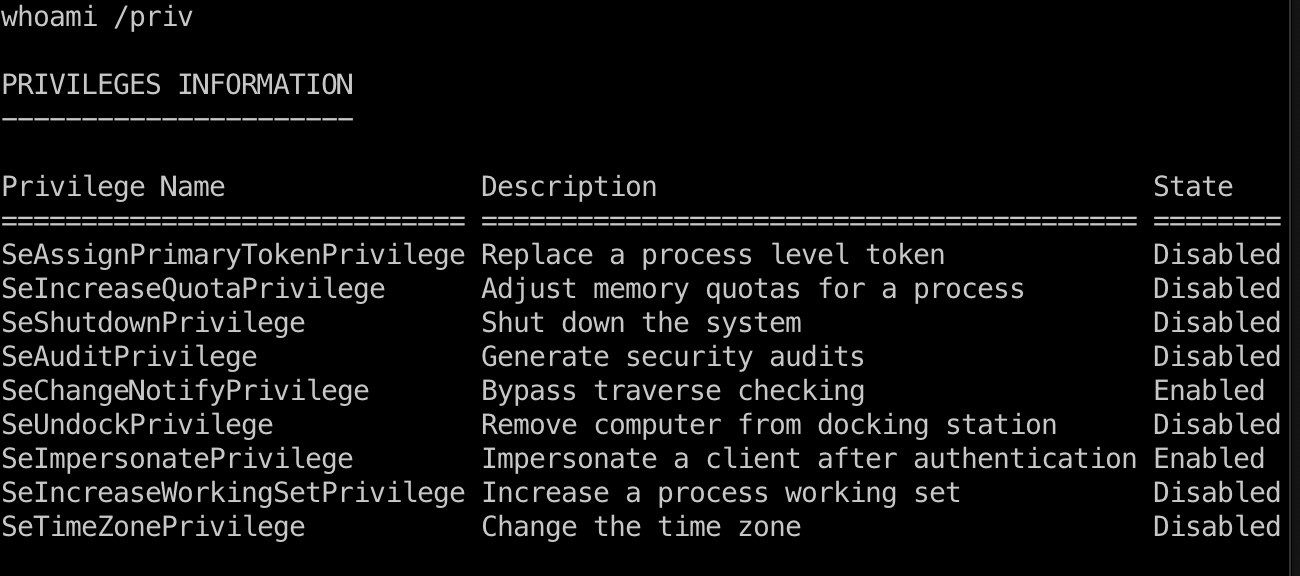 whoami /priv
PRIVILEGES INFORMATION
----------------------
Privilege Name                Description                               State
============================= ========================================= ========
SeAssignPrimaryTokenPrivilege Replace a process level token             Disabled
SeIncreaseQuotaPrivilege      Adjust memory quotas for a process        Disabled
SeShutdownPrivilege           Shut down the system                      Disabled
SeAuditPrivilege              Generate security audits                  Disabled
SeChangeNotifyPrivilege       Bypass traverse checking                  Enabled
SeUndockPrivilege             Remove computer from docking station      Disabled
SeImpersonatePrivilege        Impersonate a client after authentication Enabled
SeIncreaseWorkingSetPrivilege Increase a process working set            Disabled
SeTimeZonePrivilege           Change the time zone                      Disabled